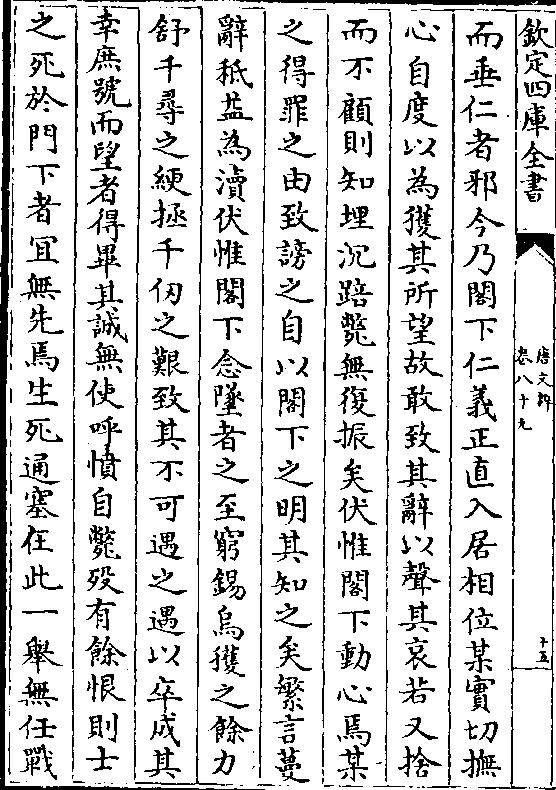 欽定四庫全書
唐文粹
卷八十九
十五
而垂仁者邪今乃閣下仁義正直入居相位某實切撫
心自度以為獲其所望故敢致其辭以聲其哀若又捨
而不顧則知埋沉踣斃無復振矣伏惟閣下動心焉某
之得罪之由致謗之自以閣下之明其知之矣繁言蔓
辭秪益為瀆伏惟閣下念墜者之至窮錫烏獲之餘力
舒千尋之綆拯千仞之艱致其不可遇之遇以卒成其
幸庶號而望者得畢其誠無使呼憤自斃殁有餘恨則士
之死於門下者宜無先焉生死通塞在此一舉無任戰